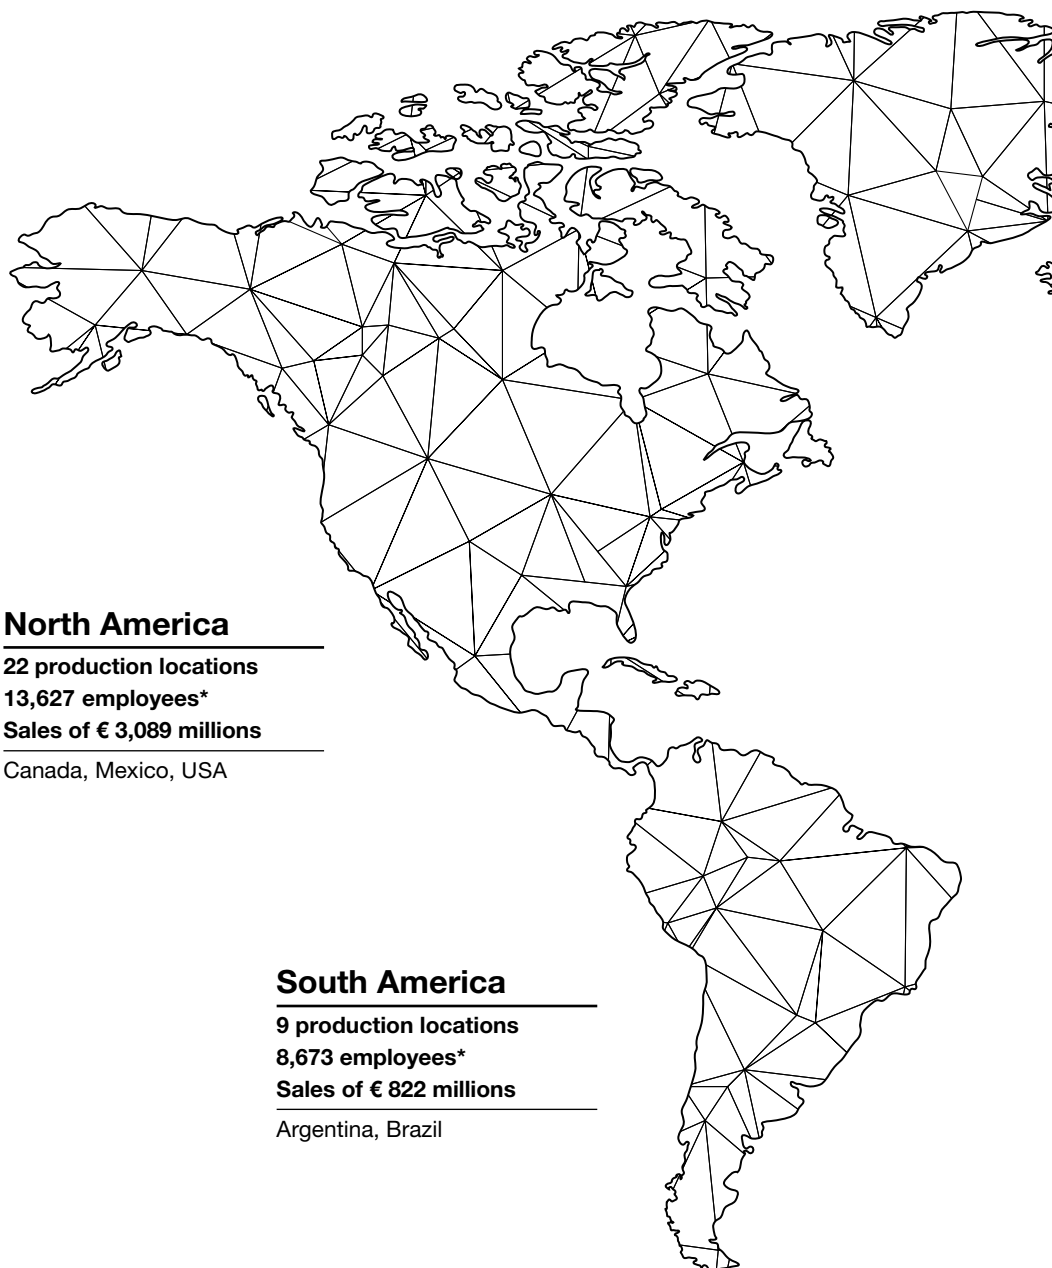 North America
22 production locations
13,627 employees*
Sales of € 3,089 millions
Canada, Mexico, USA
South America
9 production locations
8,673 employees*
Sales of € 822 millions
Argentina, Brazil